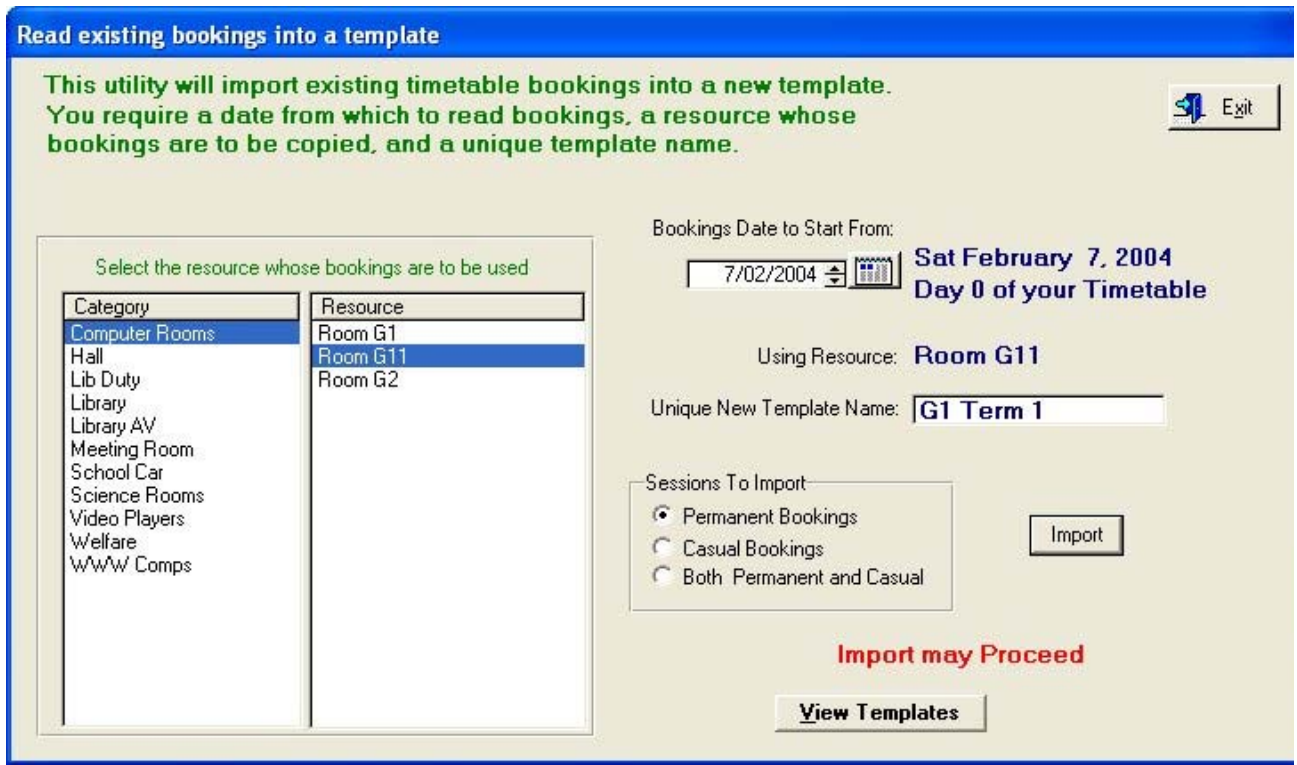 Read existing bookings into a template
This utility will import existing timetable bookings into a new template.
You require a date from which to read bookings, a resource whose
bookings are to be copied, and a unique template name.
Exit
Select the resource whose bookings are to be used
Category
Computer Rooms
Hall
Lib Duty
Library
Library AV
Meeting Room
School Car
Science Rooms
Video Players
Welfare
WWW Comps
Resource
Room G1
Room G11
Room G2
Bookings Date to Start From:
7/02/2004
Sat February 7, 2004
Day 0 of your Timetable
Using Resource: Room G11
Unique New Template Name: G1 Term 1
Sessions To Import
Permanent Bookings
Casual Bookings
Both Permanent and Casual
Import
Import may Proceed
View Templates